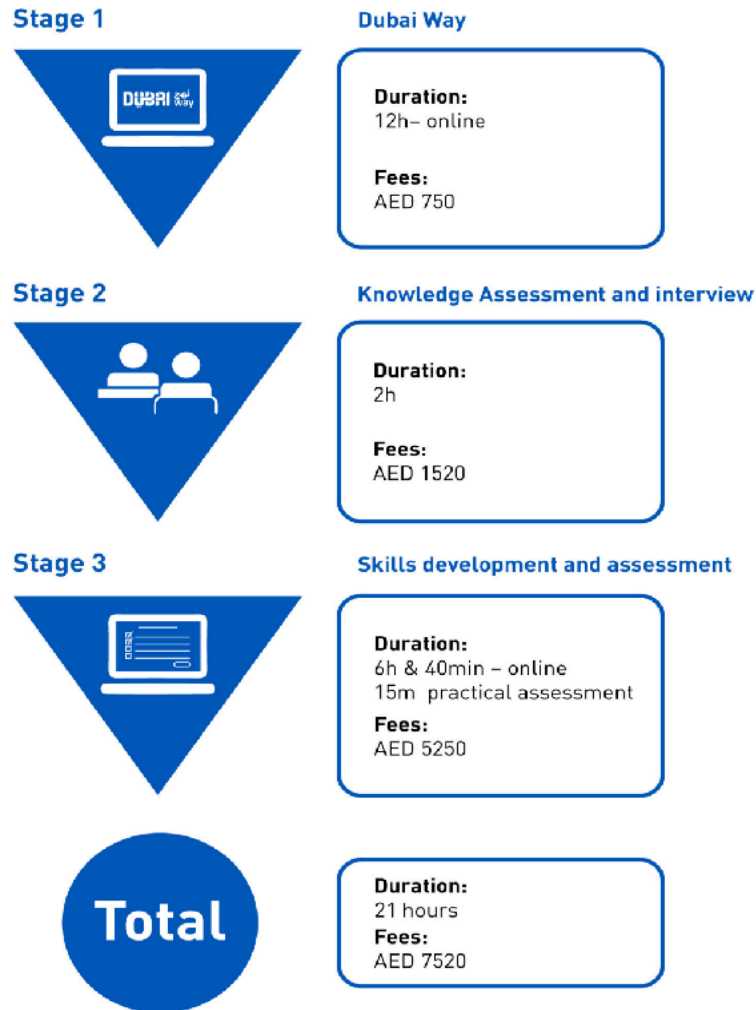 Stage 1
Dubai Way
DUBAI
Way
Duration:
12h– online
Fees:
AED 750
Stage 2
Knowledge Assessment and interview
Duration:
2h
Fees:
AED 1520
Stage 3
Skills development and assessment
Duration:
6h & 40min – online
15m practical assessment
Fees:
AED 5250
Total
Duration:
21 hours
Fees:
AED 7520